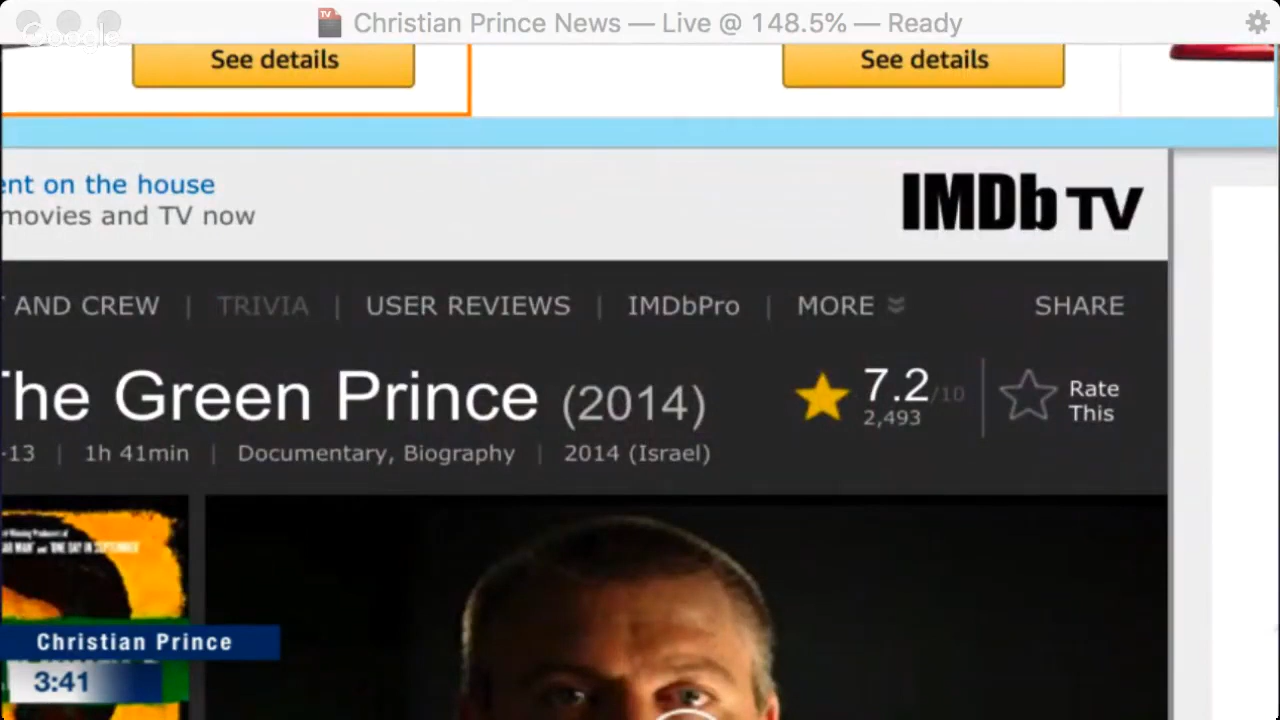 Christian Prince News — Live @ 148.5% — Ready
Google
See details
See details
ent on the house
movies and TV now
IMDb TV
AND CREW | TRIVIA | USER REVIEWS | IMDbPro | MORE
SHARE
The Green Prince (2014)
7.2/10
2,493
Rate
This
-13 | 1h 41min | Documentary, Biography | 2014 (Israel)
Christian Prince
3:41